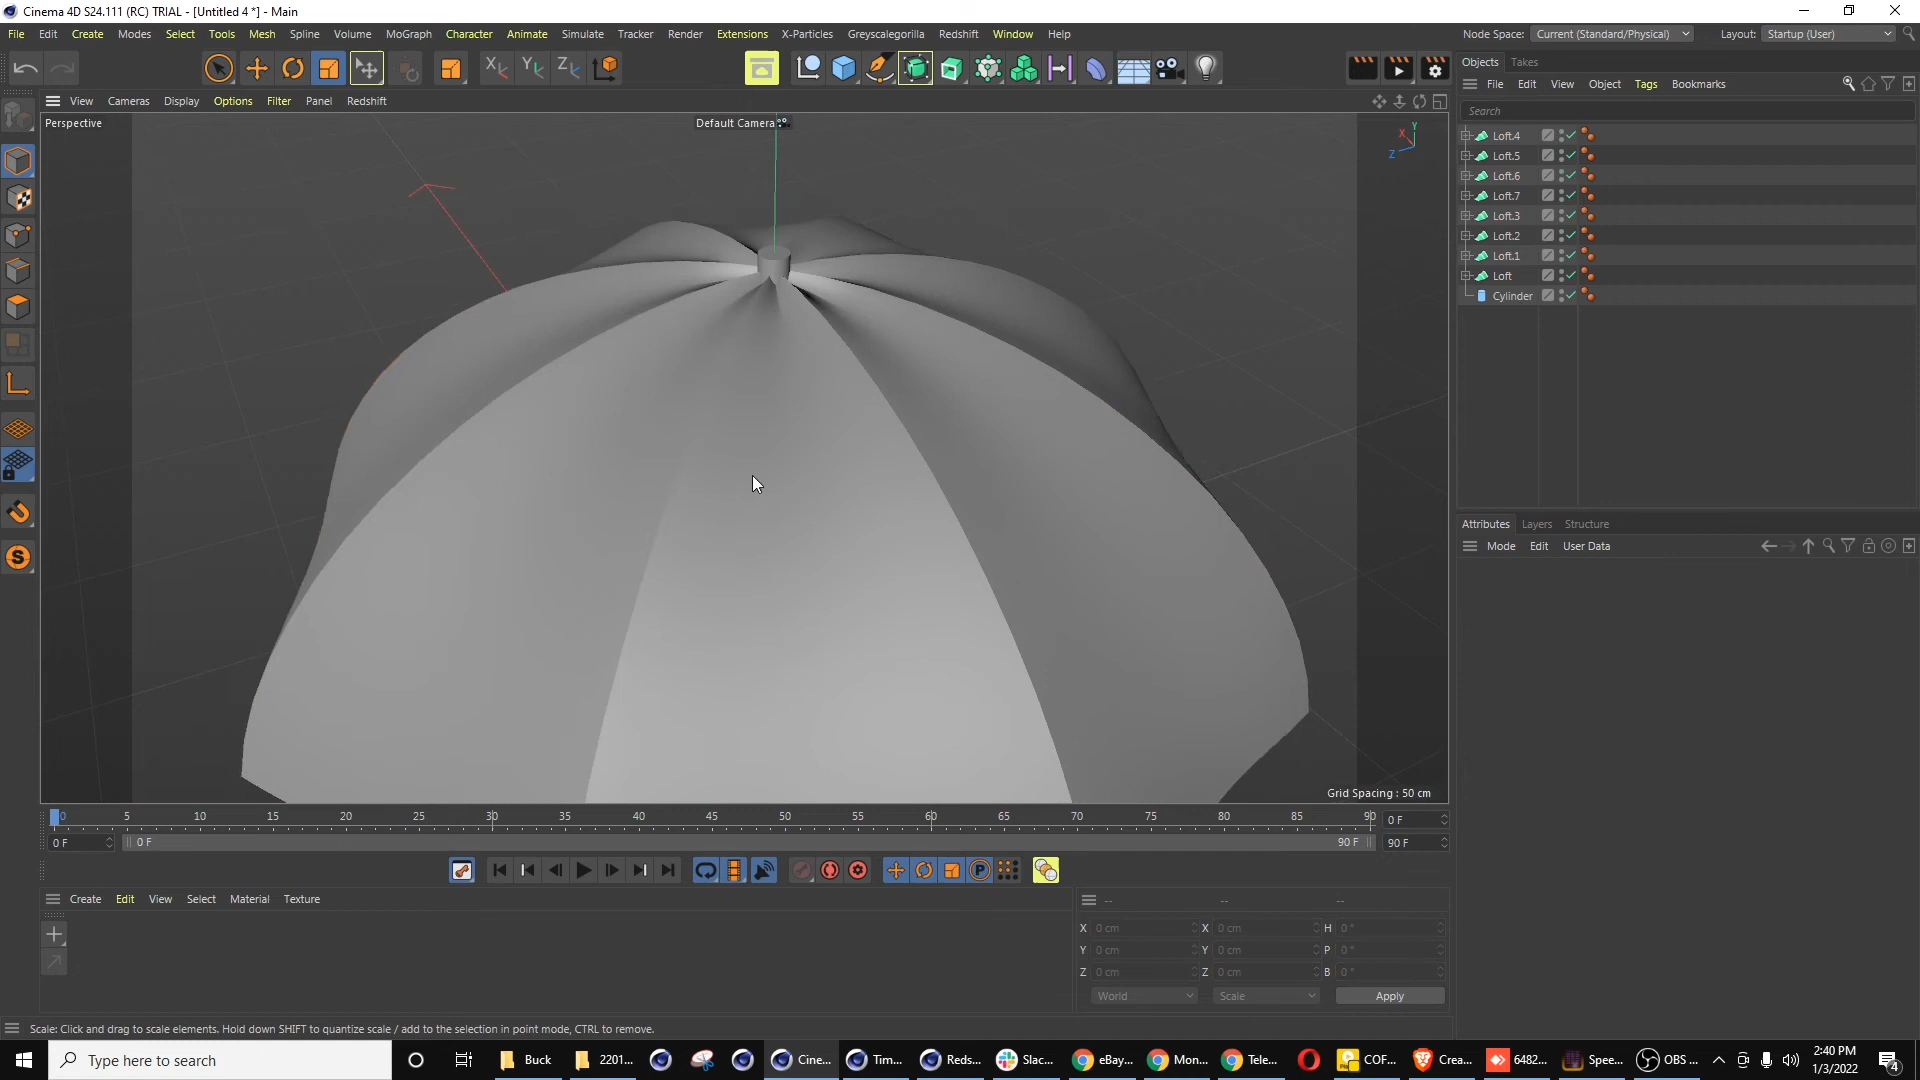 Cinema 4D S24.111 (RC) TRIAL - [Untitled 4 *] - Main
File Edit Create Modes Select Tools Mesh Spline Volume MoGraph Character Animate Simulate Tracker Render Extensions X-Particles Greyscalegorilla Redshift Window Help
Node Space: Current (Standard/Physical) Layout: Startup (User)
View Cameras Display Options Filter Panel Redshift
Perspective
Default Camera
Y
X
Z
Grid Spacing : 50 cm
Objects Takes
File Edit View Object Tags Bookmarks
Search
Loft.4
Loft.5
Loft.6
Loft.7
Loft.3
Loft.2
Loft.1
Loft
Cylinder
Attributes Layers Structure
Mode Edit User Data
0 5 10 15 20 25 30 35 40 45 50 55 60 65 70 75 80 85 90
0 F
0 F 0 F 90 F 90 F
Create Edit View Select Material Texture
-- -- --
X 0 cm X 0 cm H 0 °
Y 0 cm Y 0 cm P 0 °
Z 0 cm Z 0 cm B 0 °
World Scale Apply
Scale: Click and drag to scale elements. Hold down SHIFT to quantize scale / add to the selection in point mode, CTRL to remove.
Type here to search
Buck 2201... Cine... Tim... Reds... Slac... eBay... Mon... Tele... COF... Crea... 6482... Spee... OBS ...
2:40 PM
1/3/2022
4